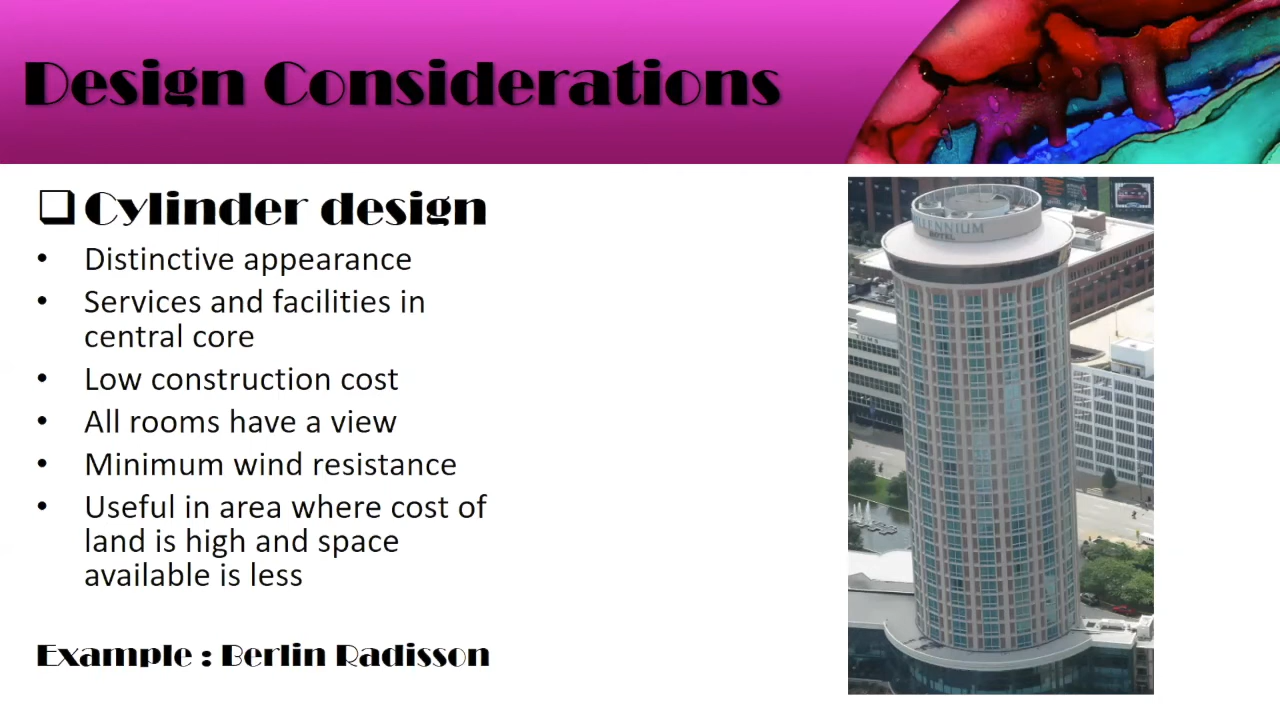 Design Considerations
❑ Cylinder design
• Distinctive appearance
• Services and facilities in
central core
• Low construction cost
• All rooms have a view
• Minimum wind resistance
• Useful in area where cost of
land is high and space
available is less
Example : Berlin Radisson
HOTEL